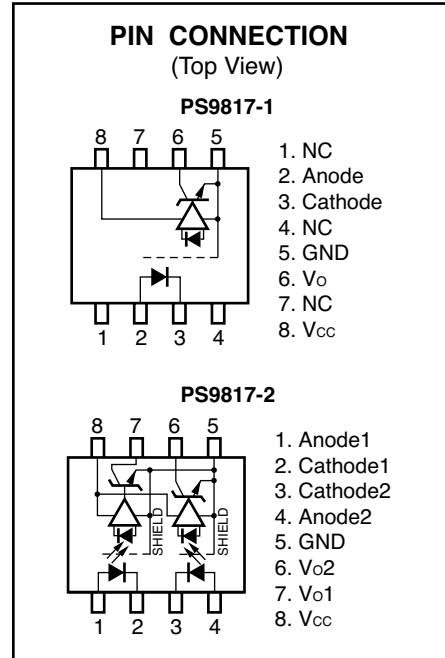 PIN CONNECTION
(Top View)
PS9817-1
8 7 6 5
1. NC
2. Anode
3. Cathode
4. NC
5. GND
6. Vo
7. NC
8. Vcc
1 2 3 4
PS9817-2
8 7 6 5
SHIELD
SHIELD
1. Anode1
2. Cathode1
3. Cathode2
4. Anode2
5. GND
6. Vo2
7. Vo1
8. Vcc
1 2 3 4